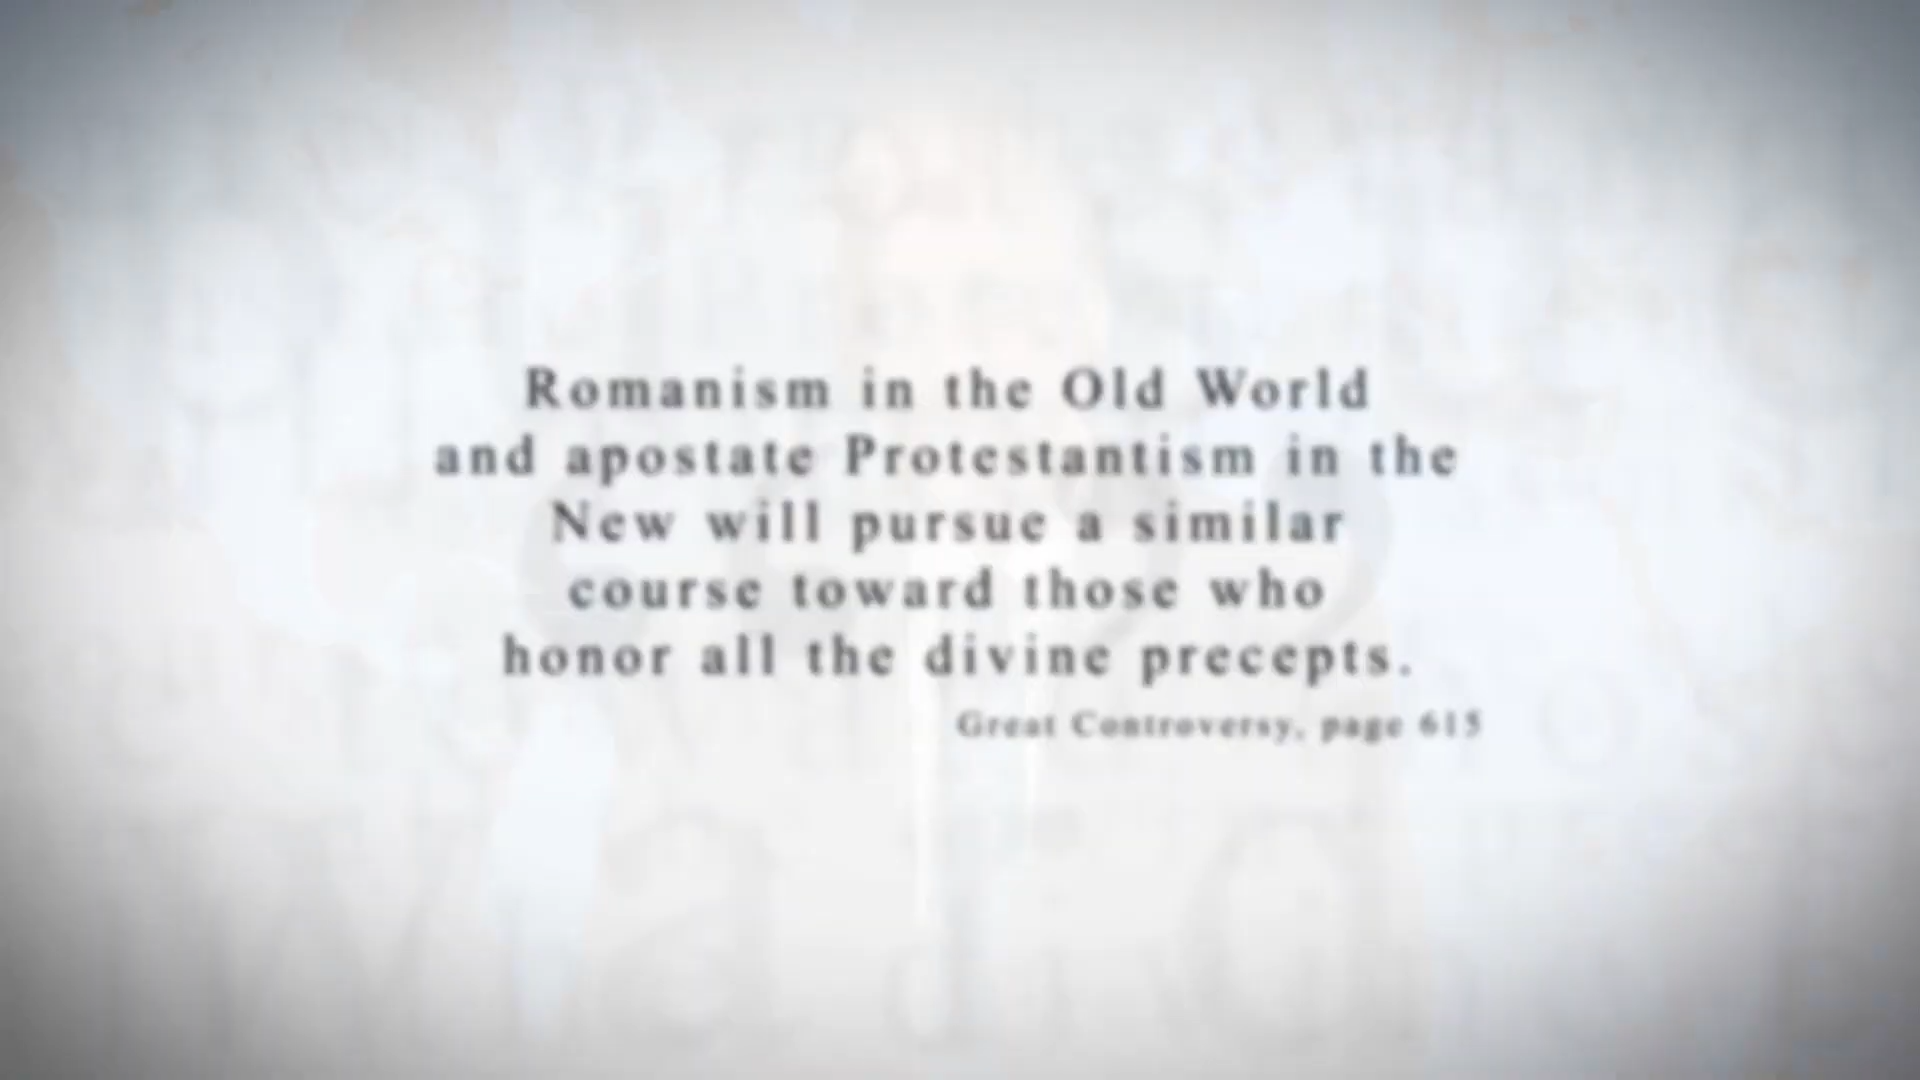 Romanism in the Old World
and apostate Protestantism in the
New will pursue a similar
course toward those who
honor all the divine precepts.
Great Controversy, page 615